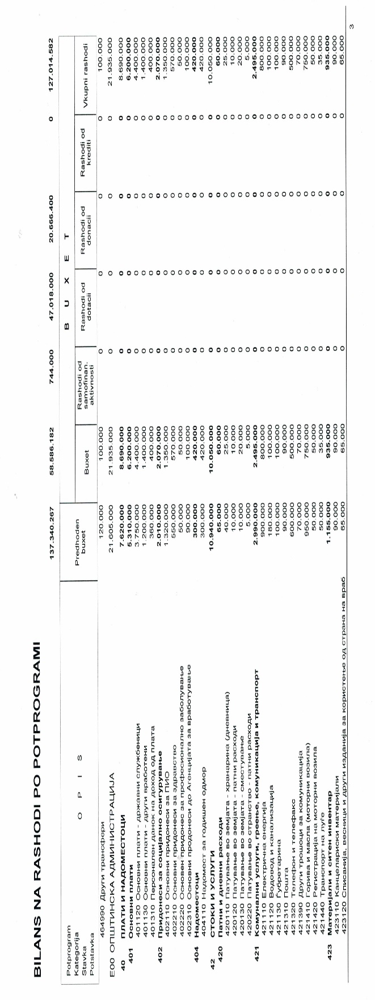 BILANS NA RASHODI PO POTPROGRAMI
137.340.267 58.586.182 744.000 47.018.000 20.666.400 0 127.014.582
Potprogram
Kategorija
Stavka
Potstavka
O P I S
Predhoden buxet
B U X E T
Buxet
Rashodi od samofinan. aktivnosti
Rashodi od dotacii
Rashodi od donacii
Rashodi od krediti
Vkupni rashodi
464990 Други трансфери 120.000 100.000 0 0 0 0 100.000
E00 ОПШТИНСКА АДМИНИСТРАЦИЈА 21.605.000 21.935.000 0 0 0 0 21.935.000
40 ПЛАТИ И НАДОМЕСТОЦИ 7.620.000 8.690.000 0 0 0 0 8.690.000
401 Основни плати 5.310.000 6.200.000 0 0 0 0 6.200.000
401120 Основни плати - државни службеници 3.750.000 4.400.000 0 0 0 0 4.400.000
401130 Основни плати - други вработени 1.200.000 1.400.000 0 0 0 0 1.400.000
401310 Персонален данок на доход од плата 360.000 400.000 0 0 0 0 400.000
402 Придонеси за социјално осигурување 2.010.000 2.070.000 0 0 0 0 2.070.000
402110 Основни придонеси за ПИО 1.320.000 1.350.000 0 0 0 0 1.350.000
402210 Основни придонеси за здравство 550.000 570.000 0 0 0 0 570.000
402220 Основен придонес за професионално заболување 50.000 50.000 0 0 0 0 50.000
402310 Основни продонеси до Агенцијата за вработување 90.000 100.000 0 0 0 0 100.000
404 Надоместоци 300.000 420.000 0 0 0 0 420.000
404110 Надомест за годишен одмор 300.000 420.000 0 0 0 0 420.000
42 СТОКИ И УСЛУГИ 10.940.000 10.050.000 0 0 0 0 10.050.000
420 Патни и дневни расходи 65.000 60.000 0 0 0 0 60.000
420110 Патување во земјата - хранарина (дневница) 40.000 25.000 0 0 0 0 25.000
420120 Патување во земјата - патни расходи 10.000 10.000 0 0 0 0 10.000
420130 Патување во земјата - сместување 10.000 20.000 0 0 0 0 20.000
420220 Патување во странство - патни расходи 5.000 5.000 0 0 0 0 5.000
421 Комунални услуги, греење, комуникација и транспорт 2.990.000 2.495.000 0 0 0 0 2.495.000
421110 Електрична енергија 900.000 800.000 0 0 0 0 800.000
421120 Водовод и канализација 180.000 100.000 0 0 0 0 100.000
421130 Губретарина 100.000 100.000 0 0 0 0 100.000
421310 Пошта 90.000 90.000 0 0 0 0 90.000
421320 Телефон и телефакс 600.000 500.000 0 0 0 0 500.000
421390 Други трошоци за комуникација 70.000 70.000 0 0 0 0 70.000
421410 Горива и масла (моторни возила) 950.000 750.000 0 0 0 0 750.000
421420 Регистрација на моторни возила 50.000 50.000 0 0 0 0 50.000
421440 Транспорт на луѓе 50.000 35.000 0 0 0 0 35.000
423 Материјали и ситен инвентар 1.155.000 935.000 0 0 0 0 935.000
423110 Канцелариски материјали 90.000 90.000 0 0 0 0 90.000
423120 Списанија, весници и други изданија за користење од страна на враб 65.000 65.000 0 0 0 0 65.000
3